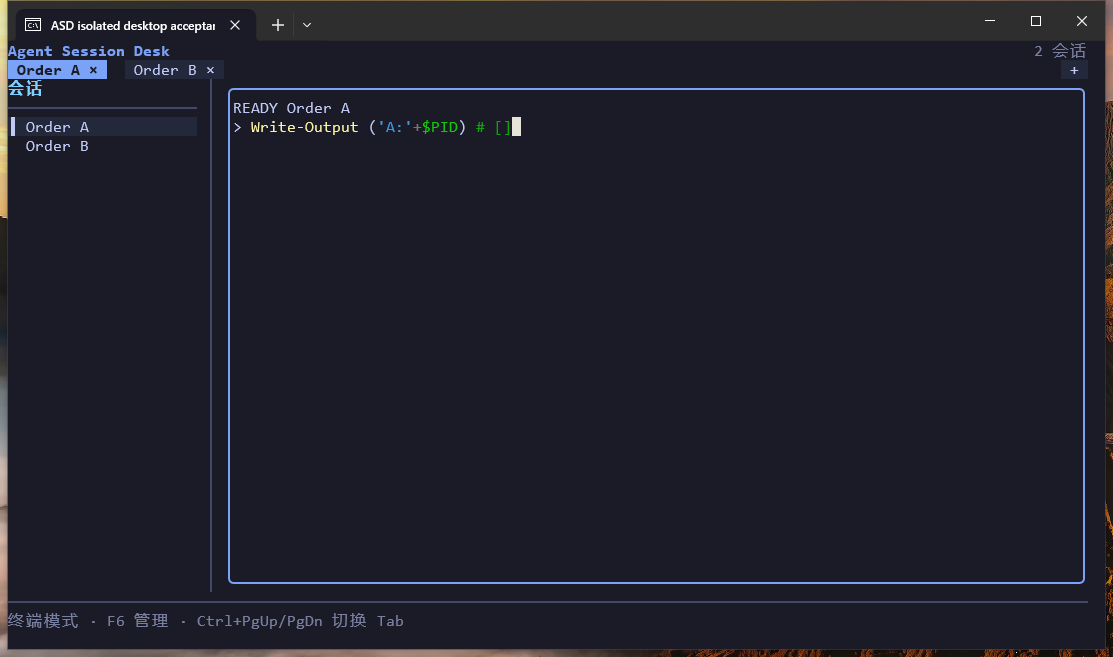 ASD isolated desktop acceptar
Agent Session Desk
2 会话
Order A ×
Order B ×
+
会话
Order A
Order B
READY Order A
> Write-Output ('A:'+$PID) # []
终端模式 · F6 管理 · Ctrl+PgUp/PgDn 切换 Tab